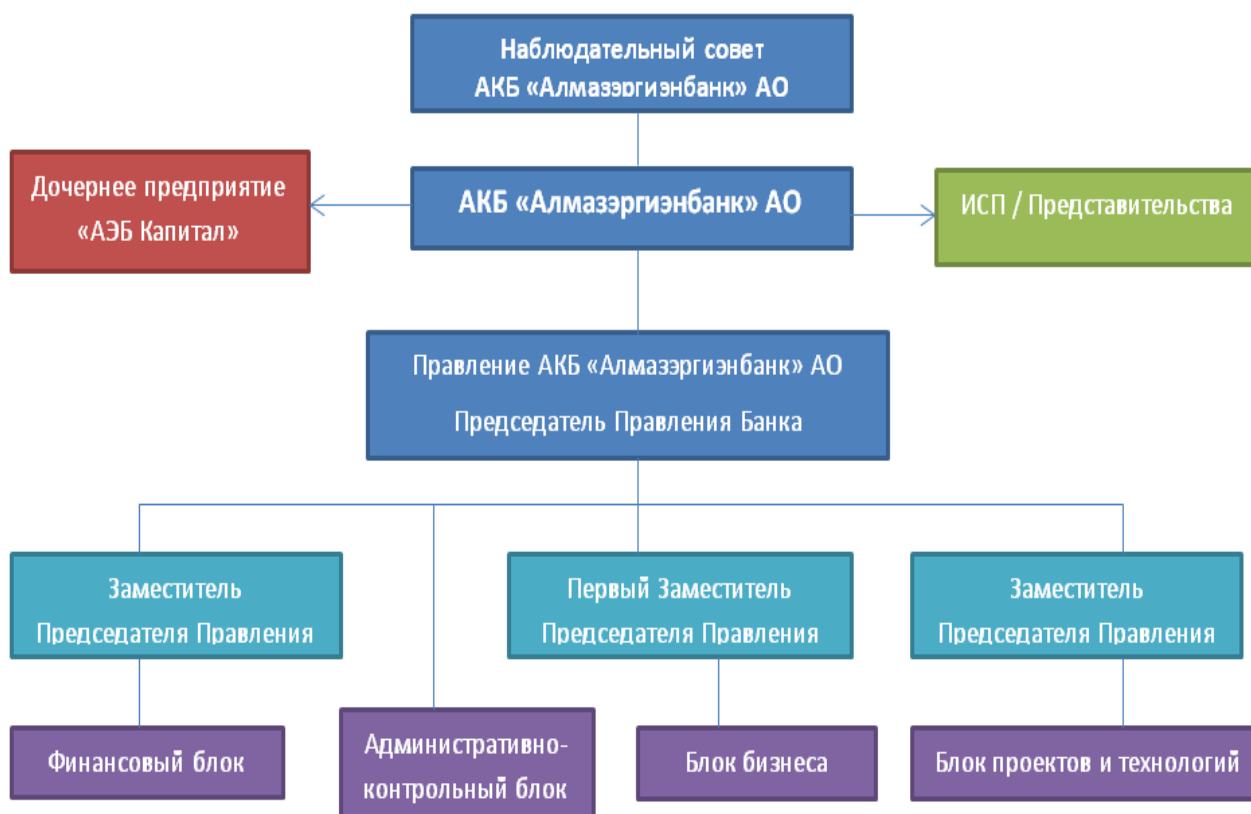 Наблюдательный совет
АКБ «Алмазэргиэнбанк» АО
Дочернее предприятие
«АЭБ Капитал»
АКБ «Алмазэргиэнбанк» АО
ИСП / Представительства
Правление АКБ «Алмазэргиэнбанк» АО
Председатель Правления Банка
Заместитель
Председателя Правления
Первый Заместитель
Председателя Правления
Заместитель
Председателя Правления
Финансовый блок
Административно-
контрольный блок
Блок бизнеса
Блок проектов и технологий